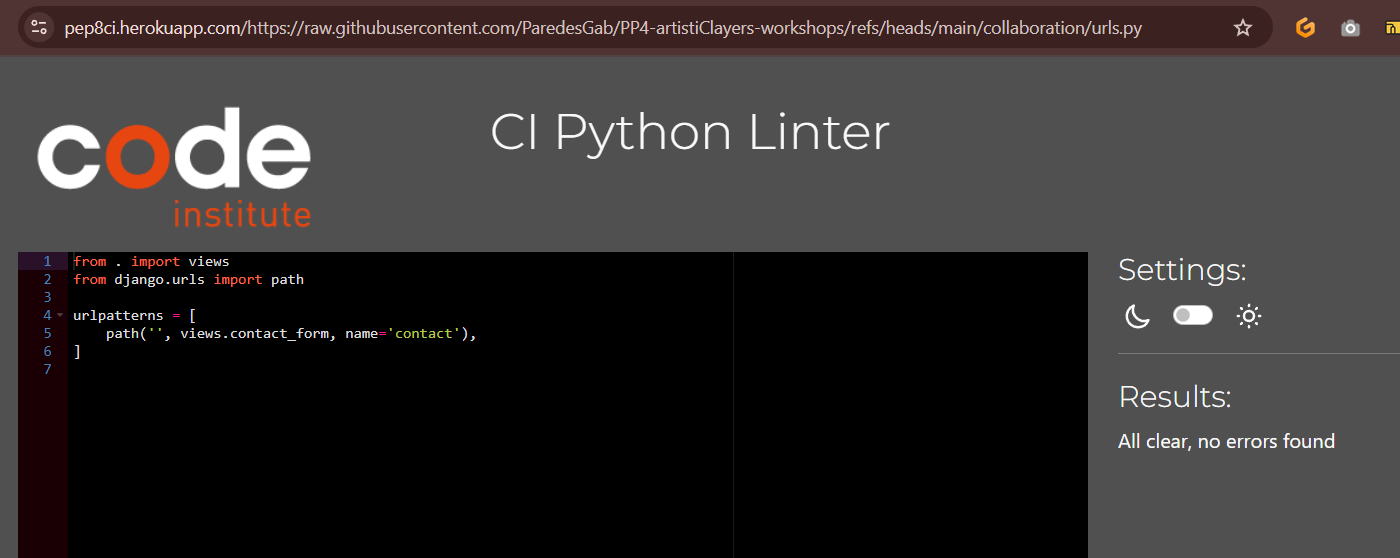 pep8ci.herokuapp.com/https://raw.githubusercontent.com/ParedesGab/PP4-artistiClayers-workshops/refs/heads/main/collaboration/urls.py
code
institute
CI Python Linter
1 from . import views
2 from django.urls import path
3
4 urlpatterns = [
5     path('', views.contact_form, name='contact'),
6 ]
7
Settings:
Results:
All clear, no errors found